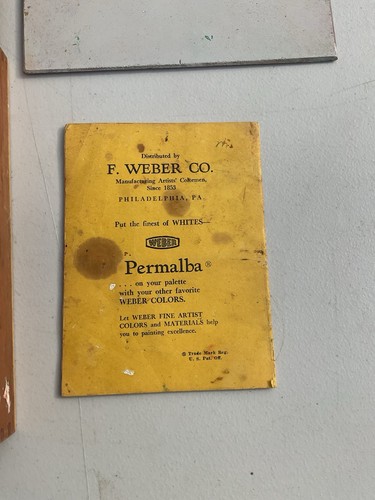 Distributed by
F. WEBER CO.
Manufacturing Artists' Colormen,
Since 1853
PHILADELPHIA, PA.
Put the finest of WHITES—
WEBER
Permalba®
... on your palette
with your other favorite
WEBER COLORS.
Let WEBER FINE ARTIST
COLORS and MATERIALS help
you to painting excellence.
® Trade Mark Reg.
U. S. Pat. Off.